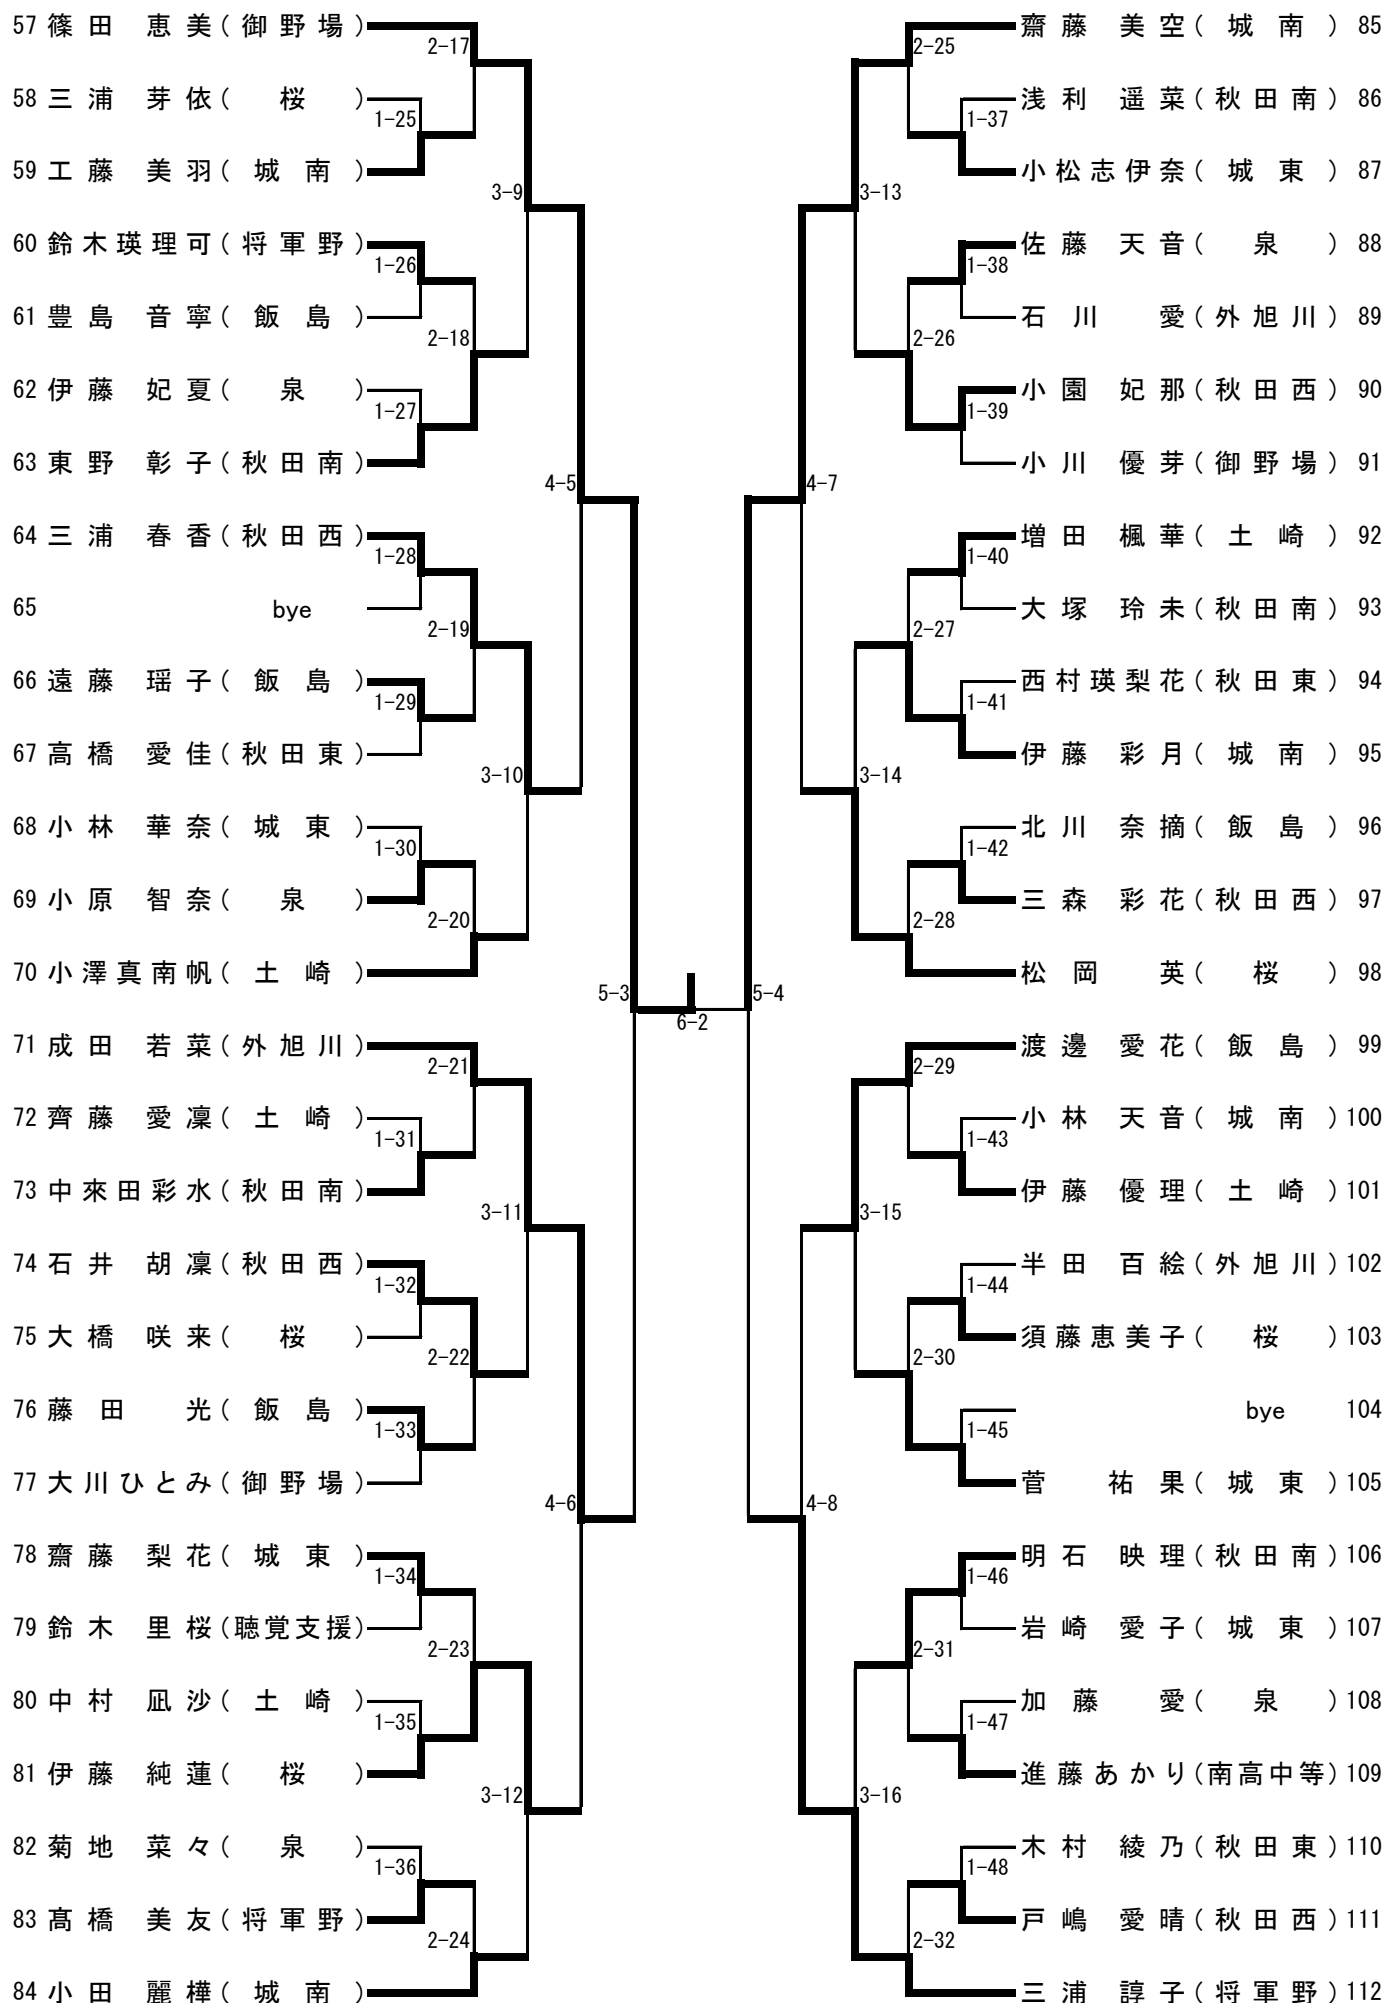 57 篠田 恵美(御野場)
2-17
58 三浦 芽依( 桜 )
1-25
59 工藤 美羽( 城南 )
3-9
60 鈴木瑛理可(将軍野)
1-26
61 豊島 音寧( 飯島 )
2-18
62 伊藤 妃夏( 泉 )
1-27
63 東野 彰子(秋田南)
4-5
64 三浦 春香(秋田西)
1-28
65 bye
2-19
66 遠藤 瑶子( 飯島 )
1-29
67 高橋 愛佳(秋田東)
3-10
68 小林 華奈( 城東 )
1-30
69 小原 智奈( 泉 )
2-20
70 小澤真南帆( 土崎 )
5-3
6-2
71 成田 若菜(外旭川)
2-21
72 齊藤 愛凜( 土崎 )
1-31
73 中來田彩水(秋田南)
3-11
74 石井 胡凜(秋田西)
1-32
75 大橋 咲来( 桜 )
2-22
76 藤田 光( 飯島 )
1-33
77 大川ひとみ(御野場)
4-6
78 齋藤 梨花( 城東 )
1-34
79 鈴木 里桜(聴覚支援)
2-23
80 中村 凪沙( 土崎 )
1-35
81 伊藤 純蓮( 桜 )
3-12
82 菊地 菜々( 泉 )
1-36
83 髙橋 美友(将軍野)
2-24
84 小田 麗樺( 城南 )
齋藤 美空( 城南 ) 85
2-25
浅利 遥菜(秋田南) 86
1-37
小松志伊奈( 城東 ) 87
3-13
佐藤 天音( 泉 ) 88
1-38
石川 愛(外旭川) 89
2-26
小園 妃那(秋田西) 90
1-39
小川 優芽(御野場) 91
4-7
増田 楓華( 土崎 ) 92
1-40
大塚 玲未(秋田南) 93
2-27
西村瑛梨花(秋田東) 94
1-41
伊藤 彩月( 城南 ) 95
3-14
北川 奈摘( 飯島 ) 96
1-42
三森 彩花(秋田西) 97
2-28
松岡 英( 桜 ) 98
5-4
渡邊 愛花( 飯島 ) 99
2-29
小林 天音( 城南 )100
1-43
伊藤 優理( 土崎 )101
3-15
半田 百絵(外旭川)102
1-44
須藤恵美子( 桜 )103
2-30
bye 104
1-45
菅 祐果( 城東 )105
4-8
明石 映理(秋田南)106
1-46
岩崎 愛子( 城東 )107
2-31
加藤 愛( 泉 )108
1-47
進藤あかり(南高中等)109
3-16
木村 綾乃(秋田東)110
1-48
戸嶋 愛晴(秋田西)111
2-32
三浦 諄子(将軍野)112